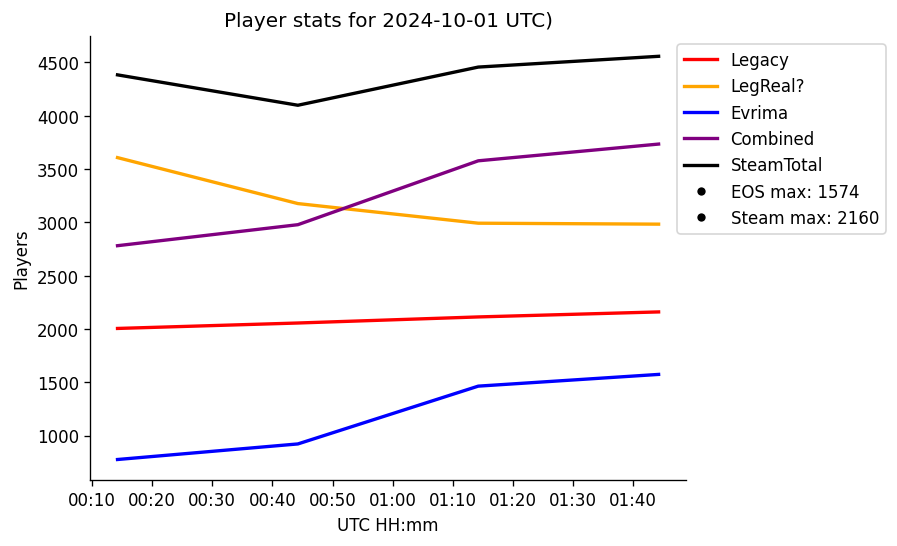 Player stats for 2024-10-01 UTC)
Legacy
LegReal?
Evrima
Combined
SteamTotal
EOS max: 1574
Steam max: 2160
Players
4500
4000
3500
3000
2500
2000
1500
1000
00:10 00:20 00:30 00:40 00:50 01:00 01:10 01:20 01:30 01:40
UTC HH:mm